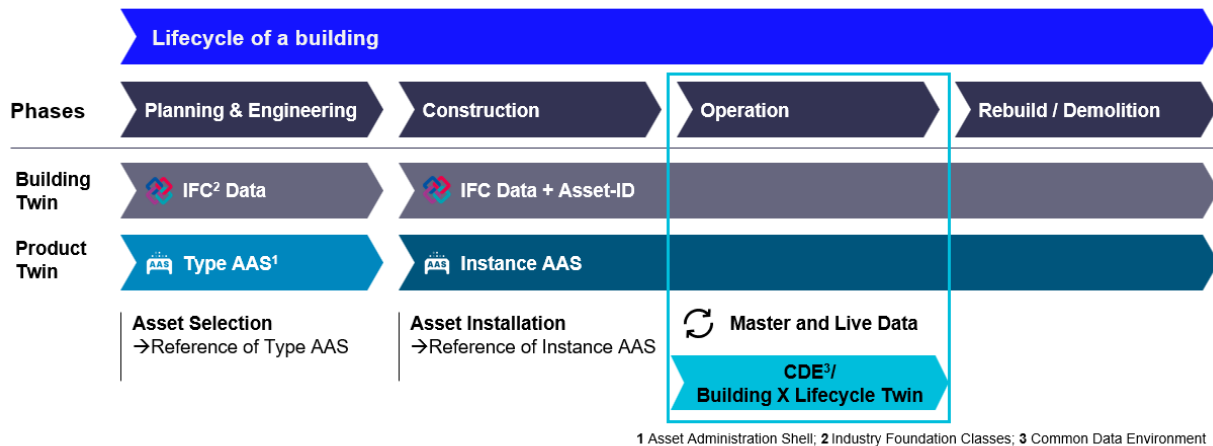 Lifecycle of a building
Phases
Planning & Engineering
Construction
Operation
Rebuild / Demolition
Building
Twin
IFC² Data
IFC Data + Asset-ID
Product
Twin
AAS
Type AAS¹
AAS
Instance AAS
Asset Selection
→Reference of Type AAS
Asset Installation
→Reference of Instance AAS
Master and Live Data
CDE³/
Building X Lifecycle Twin
1 Asset Administration Shell; 2 Industry Foundation Classes; 3 Common Data Environment